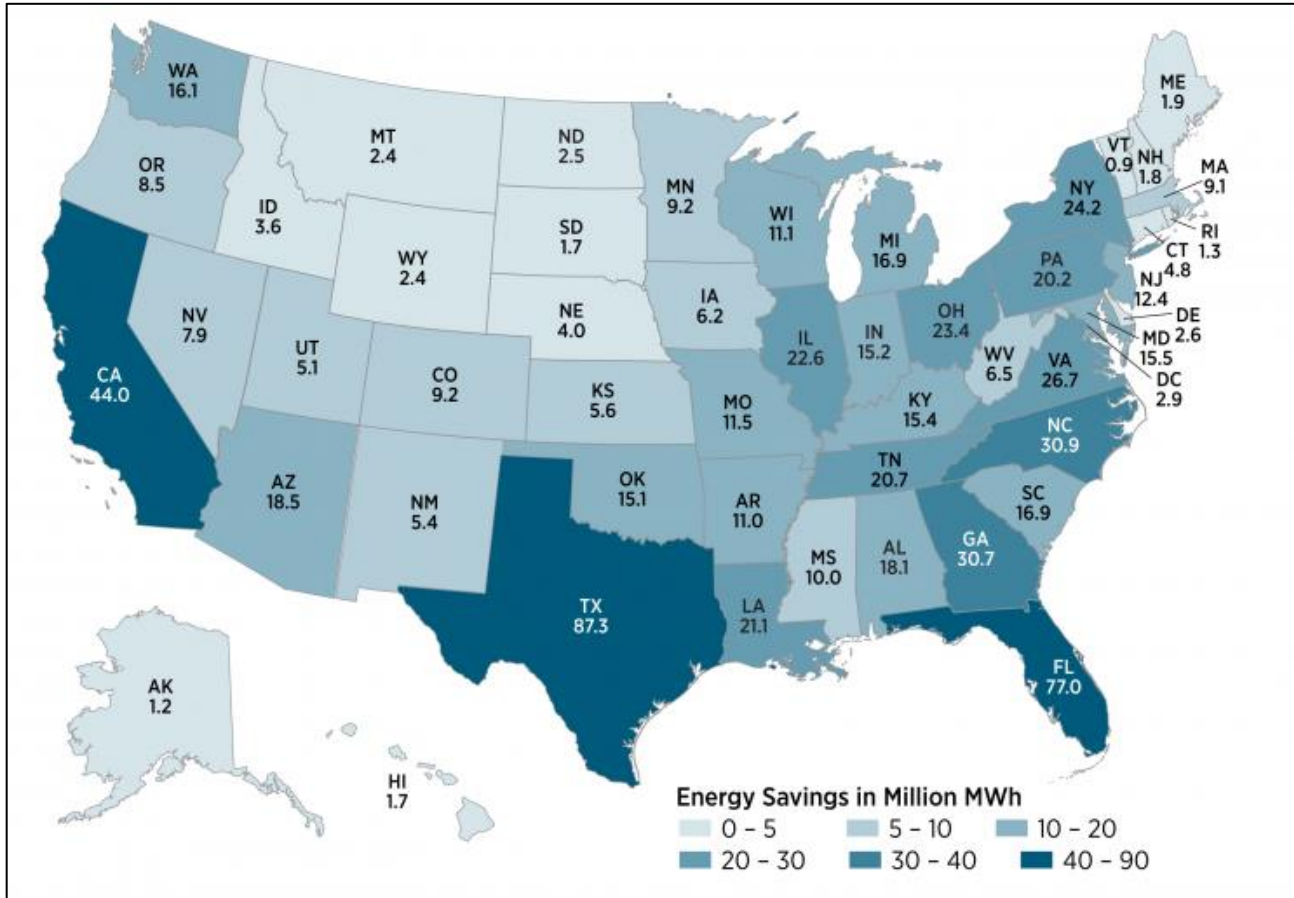 WA
16.1
OR
8.5
CA
44.0
ID
3.6
NV
7.9
MT
2.4
WY
2.4
UT
5.1
AZ
18.5
CO
9.2
NM
5.4
ND
2.5
SD
1.7
NE
4.0
KS
5.6
OK
15.1
TX
87.3
MN
9.2
IA
6.2
MO
11.5
AR
11.0
LA
21.1
WI
11.1
IL
22.6
MS
10.0
MI
16.9
IN
15.2
KY
15.4
TN
20.7
AL
18.1
OH
23.4
WV
6.5
GA
30.7
FL
77.0
SC
16.9
NC
30.9
VA
26.7
PA
20.2
NY
24.2
VT
0.9
NH
1.8
ME
1.9
MA
9.1
RI
1.3
CT
4.8
NJ
12.4
DE
2.6
MD
15.5
DC
2.9
AK
1.2
HI
1.7
Energy Savings in Million MWh
0 – 5
5 – 10
10 – 20
20 – 30
30 – 40
40 – 90